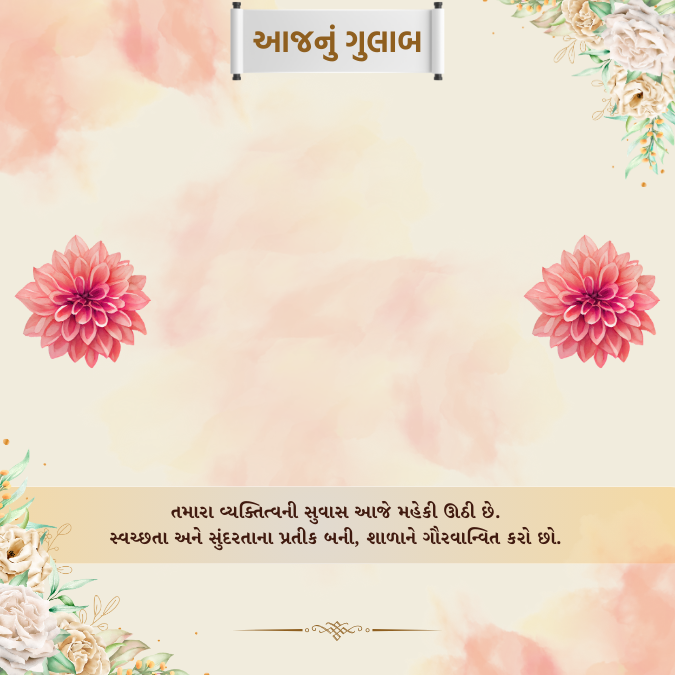 આજનું ગુલાબ
તમારા વ્યક્તિત્વની સુવાસ આજે મહેકી ઊઠી છે.
સ્વચ્છતા અને સુંદરતાના પ્રતીક બની, શાળાને ગૌરવાન્વિત કરો છો.